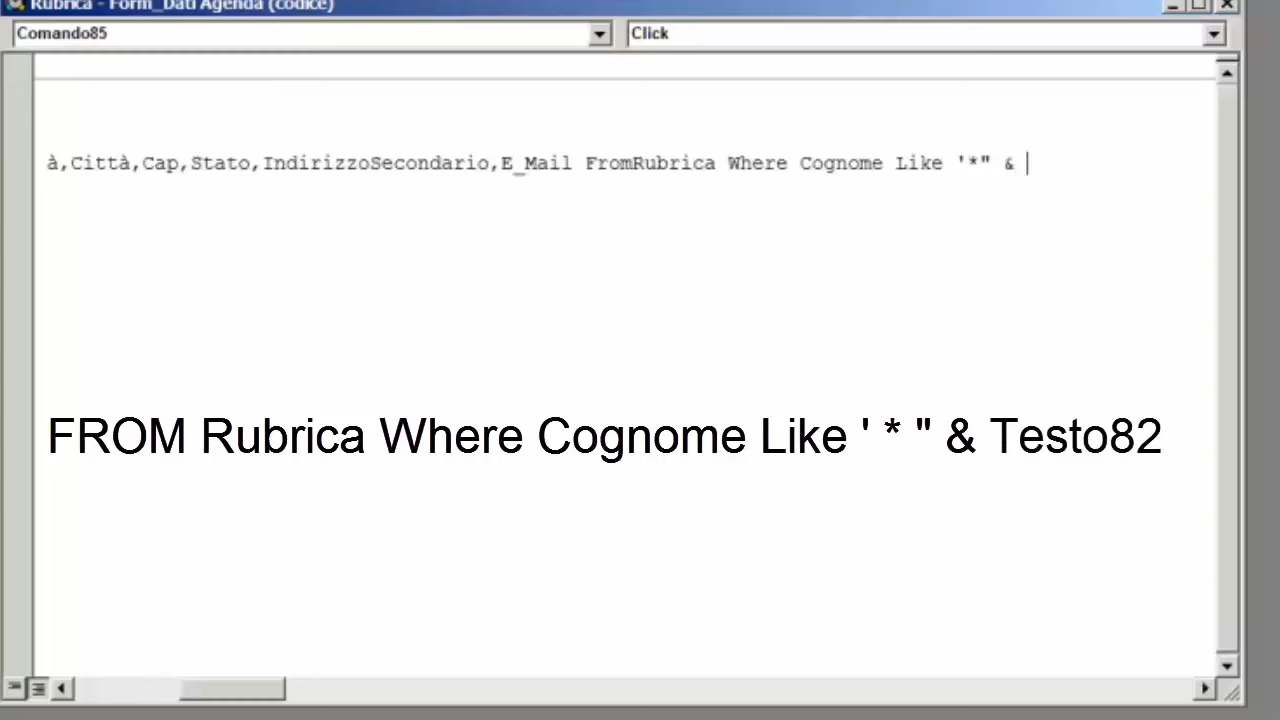 Rubrica - Form_Dati Agenda (codice)
Comando85
Click
à,Città,Cap,Stato,IndirizzoSecondario,E_Mail FromRubrica Where Cognome Like '*" &
FROM Rubrica Where Cognome Like ' * " & Testo82